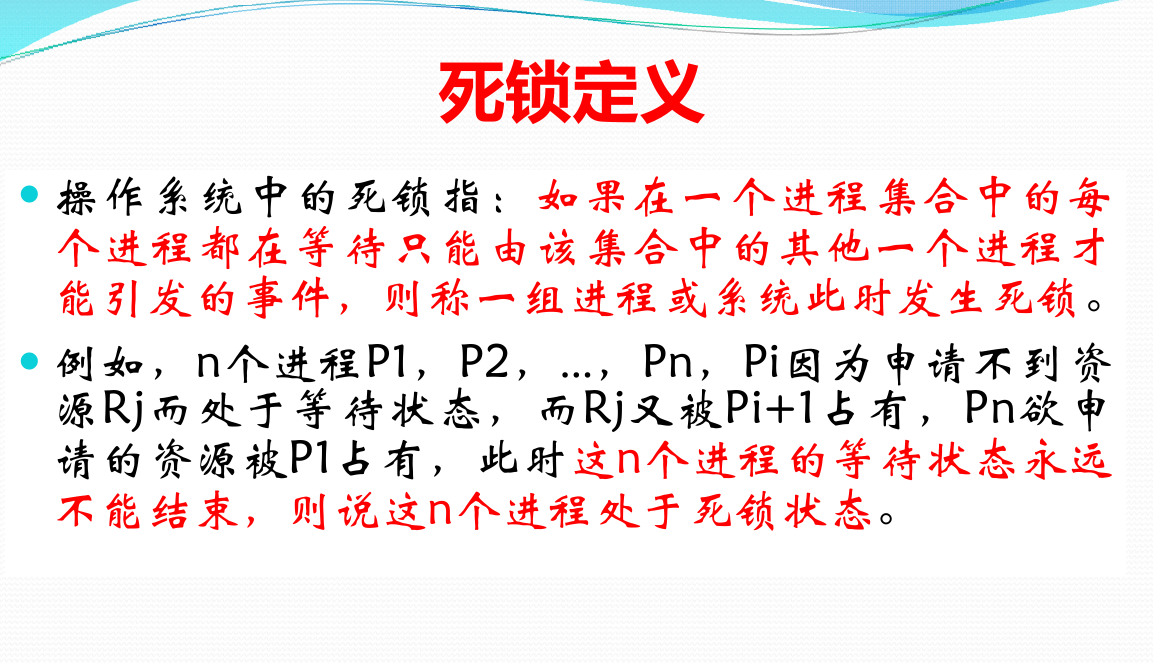 死锁定义
操作系统中的死锁指：如果在一个进程集合中的每
个进程都在等待只能由该集合中的其他一个进程才
能引发的事件，则称一组进程或系统此时发生死锁。
例如，n个进程P1，P2，…，Pn，Pi因为申请不到资
源Rj而处于等待状态，而Rj又被Pi+1占有，Pn欲申
请的资源被P1占有，此时这n个进程的等待状态永远
不能结束，则说这n个进程处于死锁状态。